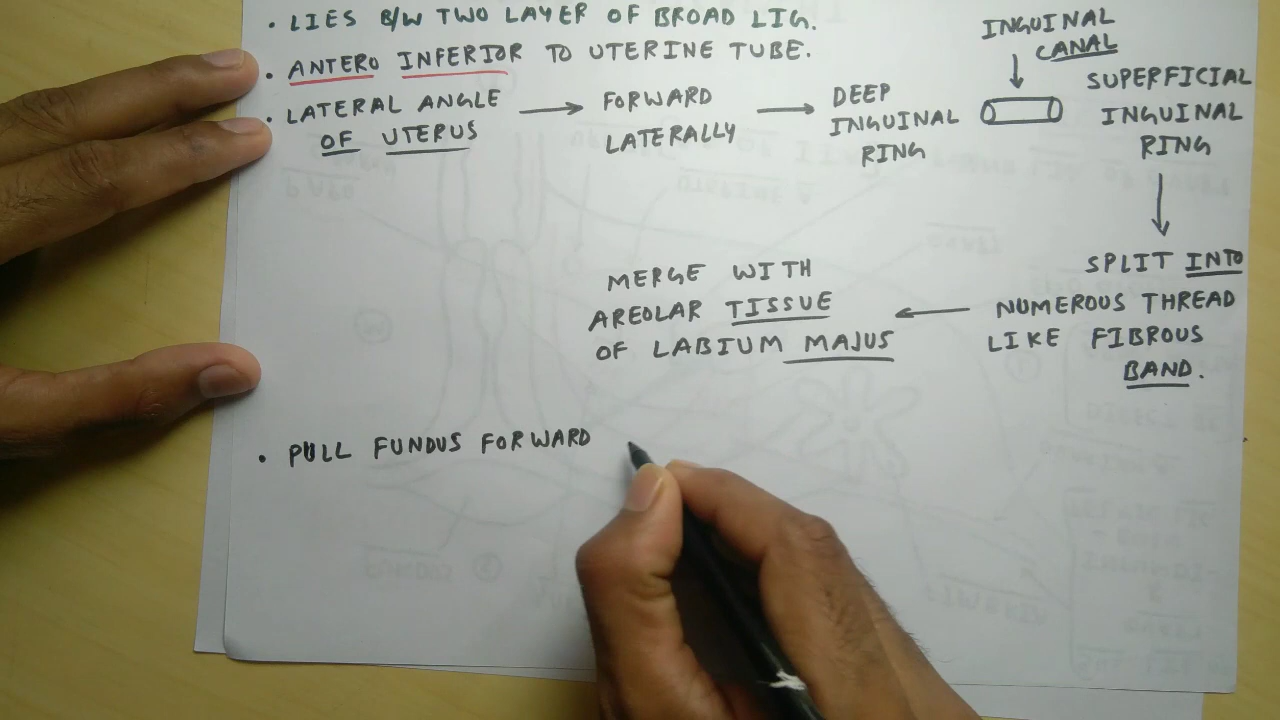 . LIES B/W TWO LAYER OF BROAD LIG.
. ANTERO INFERIOR TO UTERINE TUBE.
. LATERAL ANGLE
OF UTERUS
FORWARD
LATERALLY
DEEP
INGUINAL
RING
INGUINAL
CANAL
SUPERFICIAL
INGUINAL
RING
SPLIT INTO
NUMEROUS THREAD
LIKE FIBROUS
BAND.
MERGE WITH
AREOLAR TISSUE
OF LABIUM MAJUS
. PULL FUNDUS FORWARD